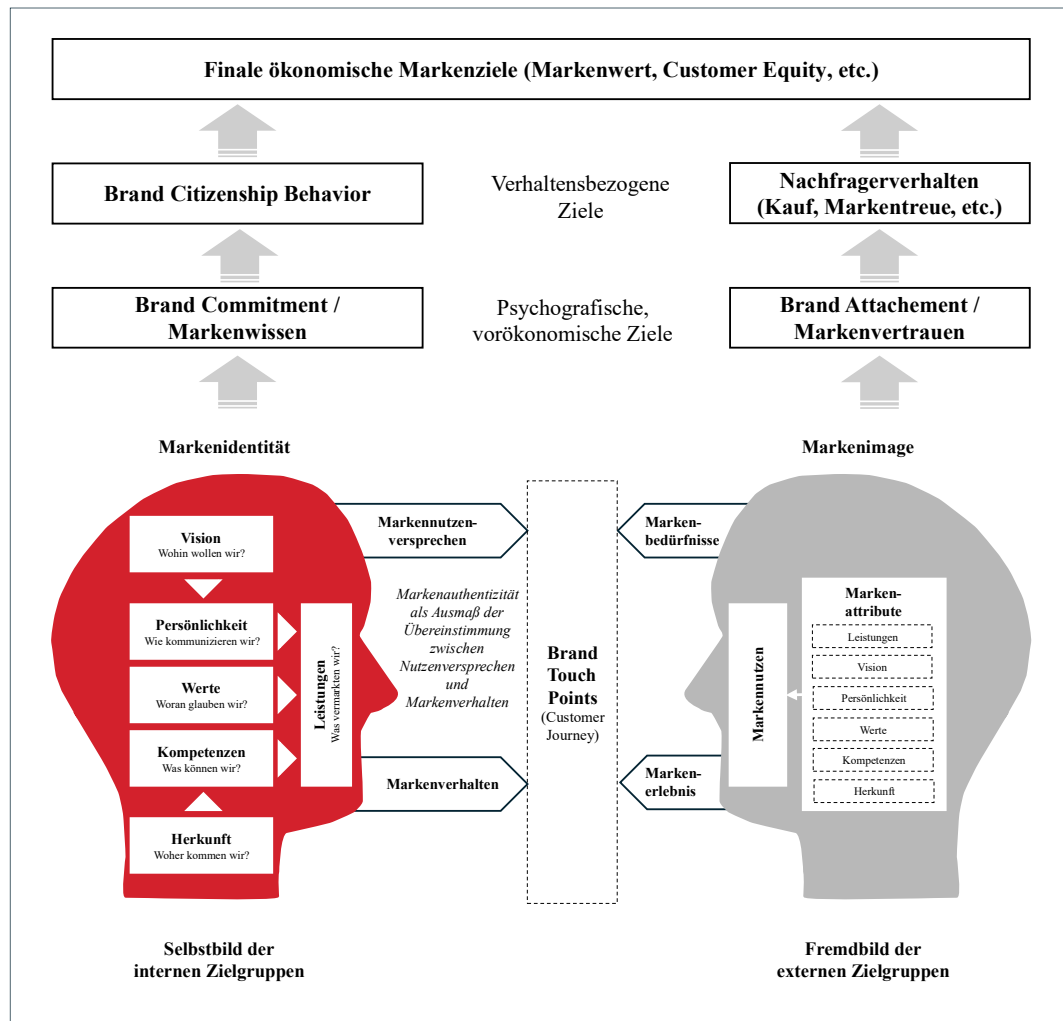 Finale ökonomische Markenziele (Markenwert, Customer Equity, etc.)
Brand Citizenship Behavior
Verhaltensbezogene
Ziele
Nachfragerverhalten
(Kauf, Markentreue, etc.)
Brand Commitment /
Markenwissen
Psychografische,
vorökonomische Ziele
Brand Attachement /
Markenvertrauen
Markenidentität
Markenimage
Vision
Wohin wollen wir?
Persönlichkeit
Wie kommunizieren wir?
Werte
Woran glauben wir?
Kompetenzen
Was können wir?
Herkunft
Woher kommen wir?
Leistungen
Was vermarkten wir?
Markennutzen-
versprechen
Markenauthentizität
als Ausmaß der
Übereinstimmung
zwischen
Nutzenversprechen
und
Markenverhalten
Markenverhalten
Brand
Touch
Points
(Customer
Journey)
Marken-
bedürfnisse
Marken-
erlebnis
Markennutzen
Marken-
attribute
Leistungen
Vision
Persönlichkeit
Werte
Kompetenzen
Herkunft
Selbstbild der
internen Zielgruppen
Fremdbild der
externen Zielgruppen